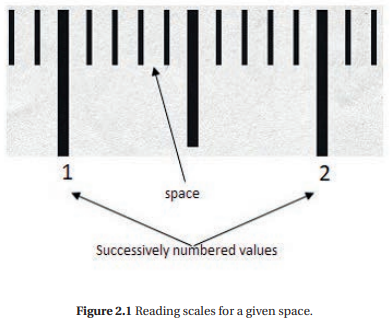 1 2
space
Successively numbered values
Figure 2.1 Reading scales for a given space.